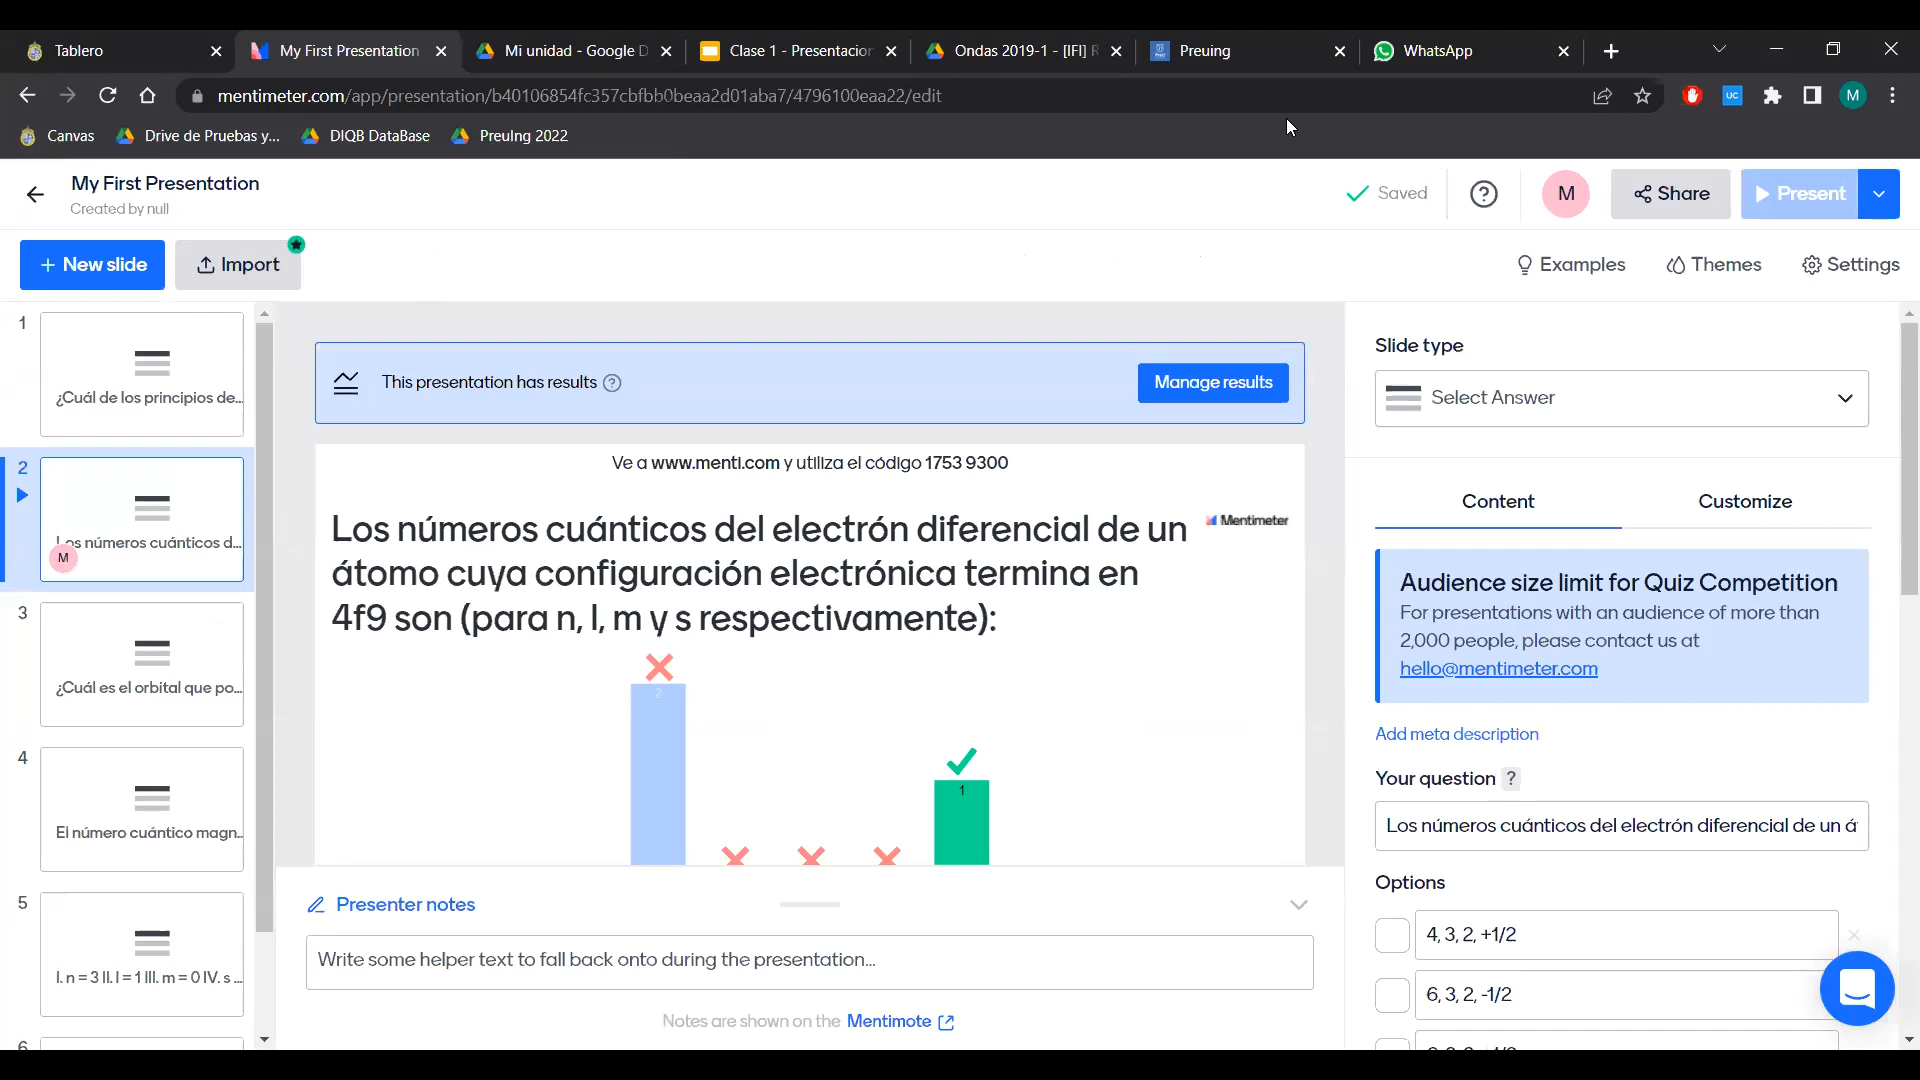 Tablero
My First Presentation
Mi unidad - Google D
Clase 1 - Presentacion
Ondas 2019-1 - [IFI] R
Preuing
WhatsApp
mentimeter.com/app/presentation/b40106854fc357cbfbb0beaa2d01aba7/4796100eaa22/edit
UC
M
Canvas
Drive de Pruebas y...
DIQB DataBase
PreuIng 2022
My First Presentation
Created by null
Saved
M
Share
Present
+ New slide
Import
Examples
Themes
Settings
1
¿Cuál de los principios de...
2
Los números cuánticos d...
M
3
¿Cuál es el orbital que po...
4
El número cuántico magn...
5
I. n = 3 II. l = 1 III. m = 0 IV. s ...
6
This presentation has results
Manage results
Ve a www.menti.com y utiliza el código 1753 9300
Mentimeter
Los números cuánticos del electrón diferencial de un
átomo cuya configuración electrónica termina en
4f9 son (para n, l, m y s respectivamente):
2
1
Presenter notes
Write some helper text to fall back onto during the presentation...
Notes are shown on the Mentimote
Slide type
Select Answer
Content
Customize
Audience size limit for Quiz Competition
For presentations with an audience of more than
2,000 people, please contact us at
hello@mentimeter.com
Add meta description
Your question ?
Los números cuánticos del electrón diferencial de un á
Options
4, 3, 2, +1/2
6, 3, 2, -1/2